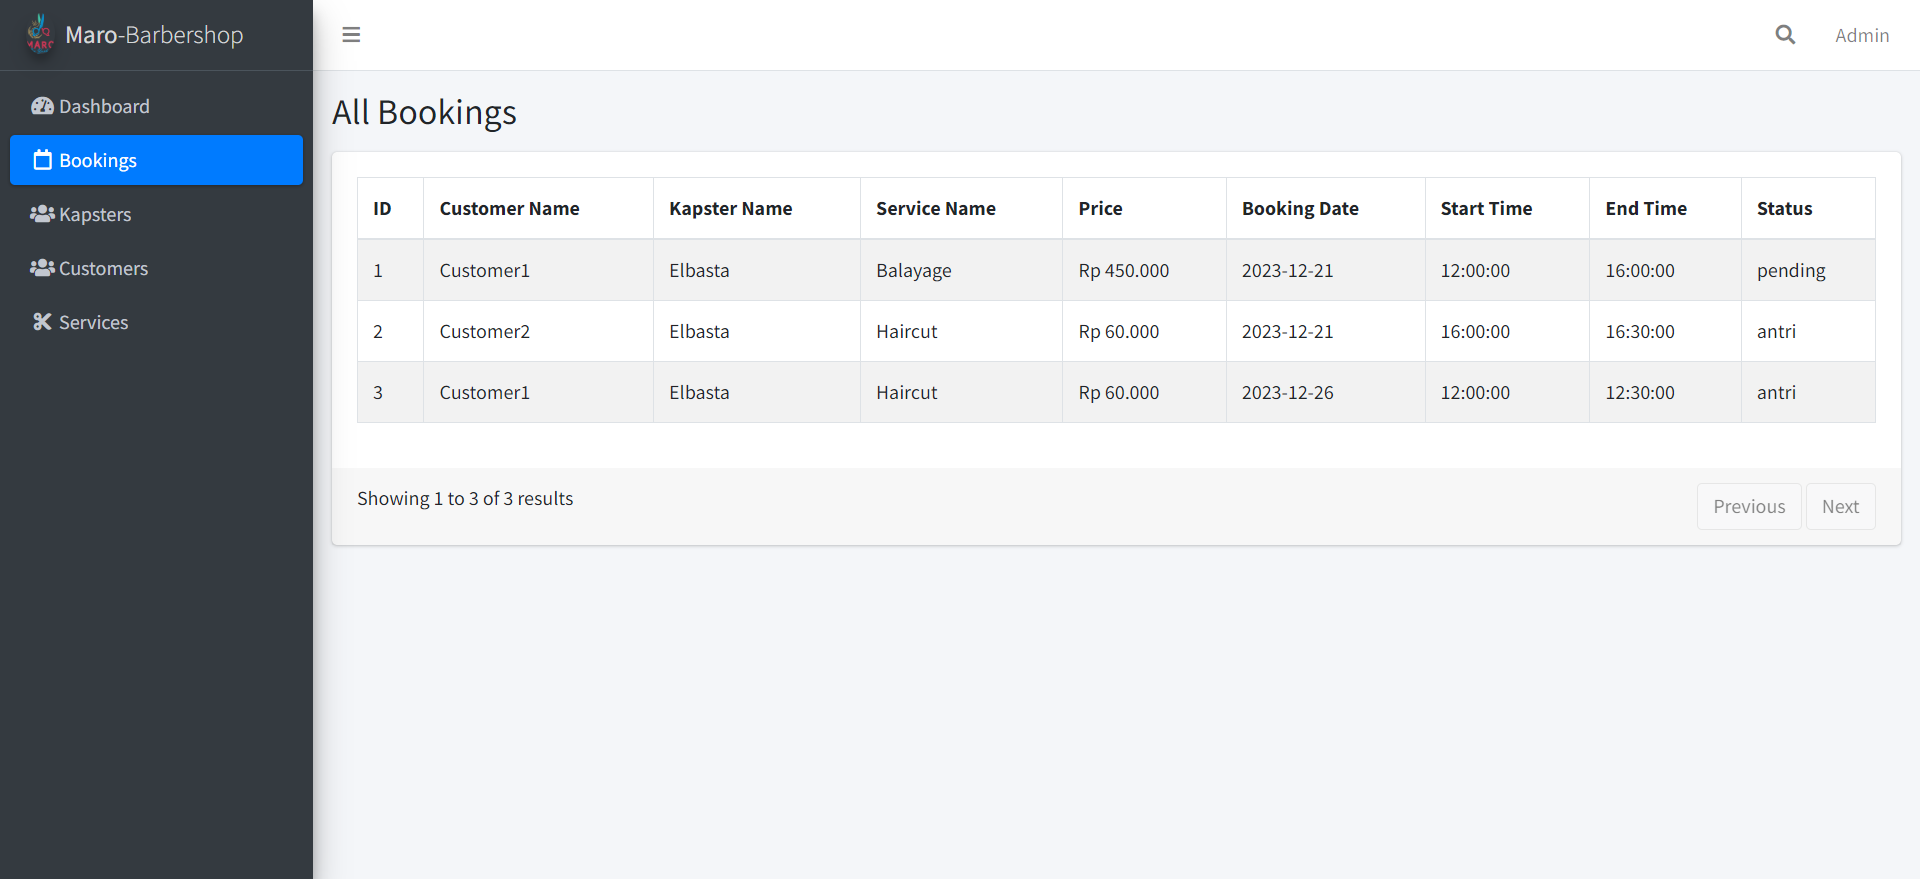 MARO
Maro-Barbershop
Admin
Dashboard
Bookings
Kapsters
Customers
Services
All Bookings
ID Customer Name Kapster Name Service Name Price Booking Date Start Time End Time Status
1 Customer1 Elbasta Balayage Rp 450.000 2023-12-21 12:00:00 16:00:00 pending
2 Customer2 Elbasta Haircut Rp 60.000 2023-12-21 16:00:00 16:30:00 antri
3 Customer1 Elbasta Haircut Rp 60.000 2023-12-26 12:00:00 12:30:00 antri
Showing 1 to 3 of 3 results
Previous Next